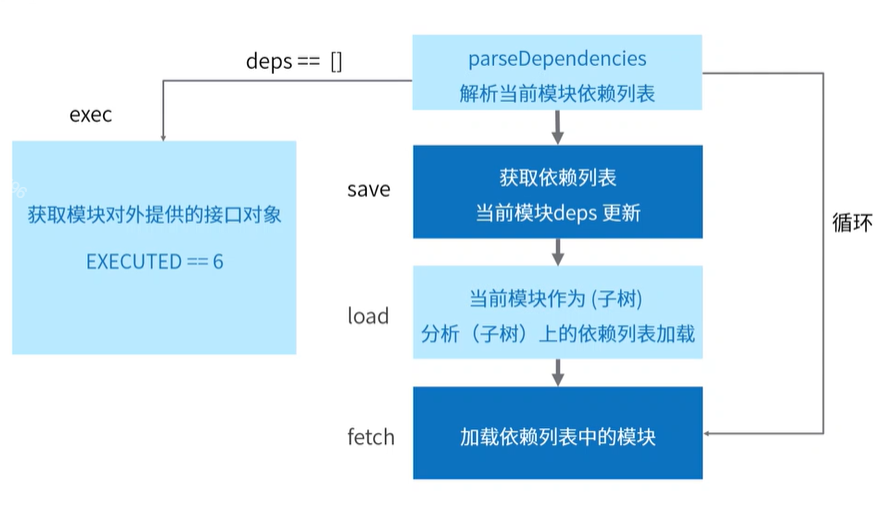 deps == []
parseDependencies
解析当前模块依赖列表
exec
获取模块对外提供的接口对象
EXECUTED == 6
save
获取依赖列表
当前模块deps 更新
循环
load
当前模块作为 (子树)
分析（子树）上的依赖列表加载
fetch
加载依赖列表中的模块